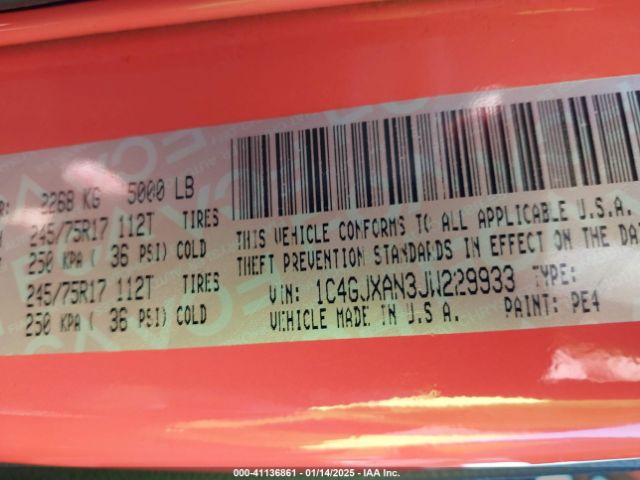 2268 KG 5000 LB
245/75R17 112T TIRES
250 KPA ( 36 PSI) COLD
245/75R17 112T TIRES
250 KPA ( 36 PSI) COLD
THIS VEHICLE CONFORMS TO ALL APPLICABLE U.S.A.
THEFT PREVENTION STANDARDS IN EFFECT ON THE DA
VIN: 1C4GJXAN3JW229933 TYPE:
VEHICLE MADE IN U.S.A. PAINT: PE4
000-41136861 - 01/14/2025 - IAA Inc.